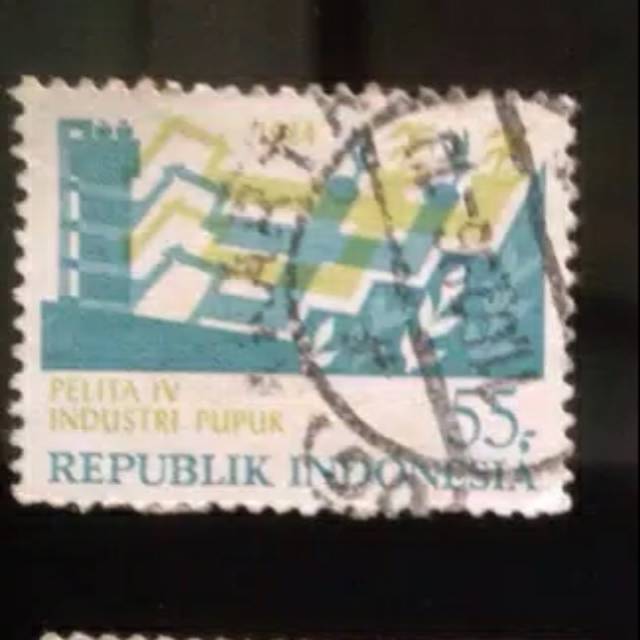 PELITA IV
INDUSTRI PUPUK
55,-
REPUBLIK INDONESIA